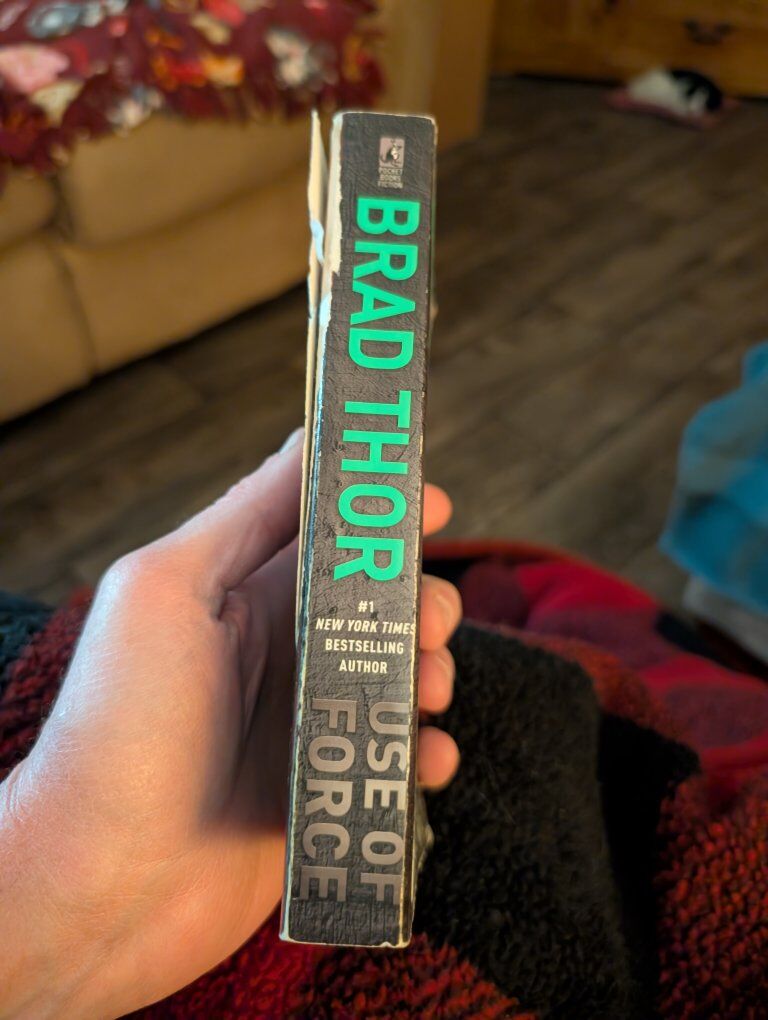 POCKET
BOOKS
FICTION
BRAD THOR
#1
NEW YORK TIMES
BESTSELLING
AUTHOR
USE OF
FORCE